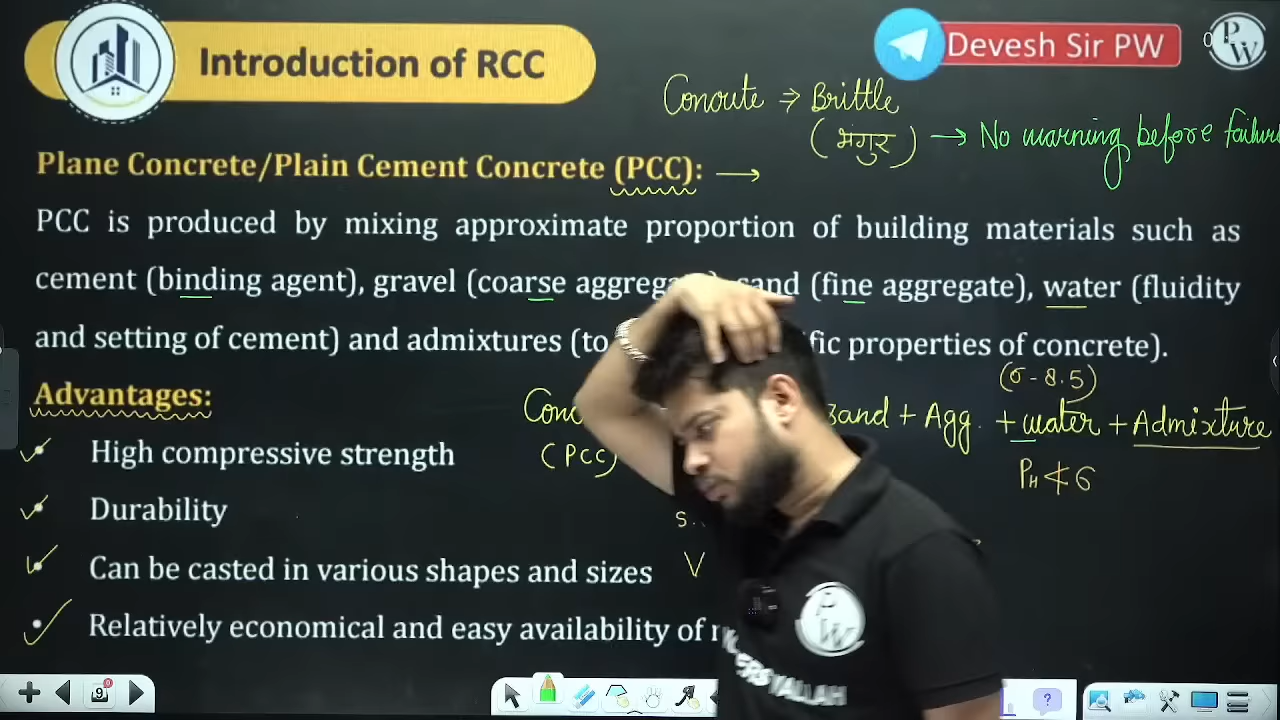 Introduction of RCC
Devesh Sir PW
PW
Concrete ⇒ Brittle
(भंगुर) → No warning before failure
Plane Concrete/Plain Cement Concrete (PCC): →
PCC is produced by mixing approximate proportion of building materials such as
cement (binding agent), gravel (coarse sand (fine aggregate), water (fluidity
and setting of cement) and admixtures (to properties of concrete).
(6-8.5)
Advantages:
Sand + Agg. + water + Admixture
(PCC)
PH ≮ 6
High compressive strength
Durability
Can be casted in various shapes and sizes
V
Relatively economical and easy availability of
PW
WALLAH
9
?